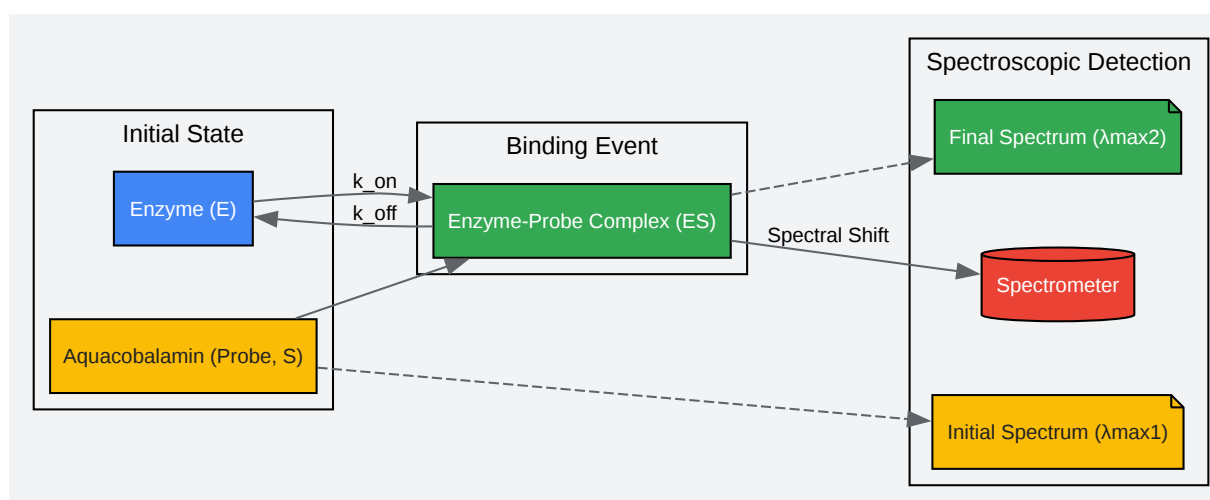 Initial State
Enzyme (E)
Aquacobalamin (Probe, S)
k_on
k_off
Binding Event
Enzyme-Probe Complex (ES)
Spectral Shift
Spectroscopic Detection
Final Spectrum (λmax2)
Spectrometer
Initial Spectrum (λmax1)